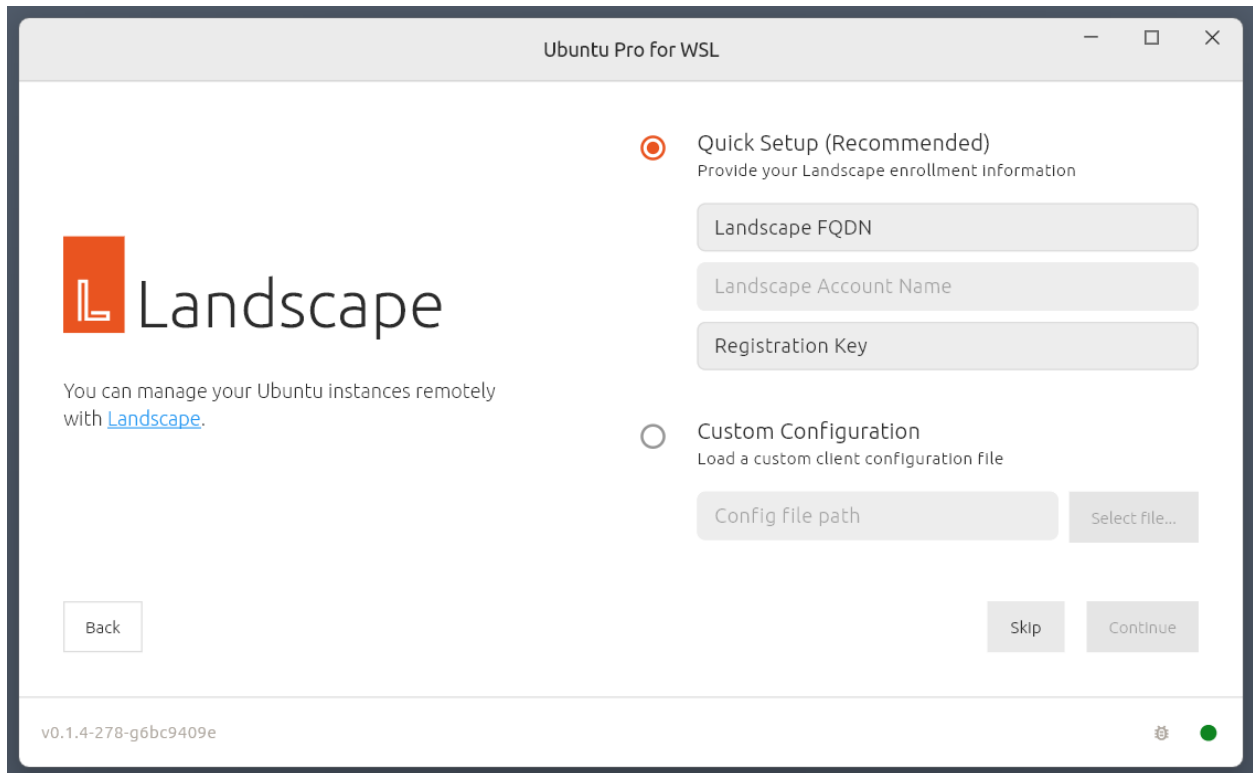 Ubuntu Pro for WSL
L Landscape
You can manage your Ubuntu instances remotely
with Landscape.
Quick Setup (Recommended)
Provide your Landscape enrollment information
Landscape FQDN
Landscape Account Name
Registration Key
Custom Configuration
Load a custom client configuration file
Config file path
Select file...
Back
Skip
Continue
v0.1.4-278-g6bc9409e